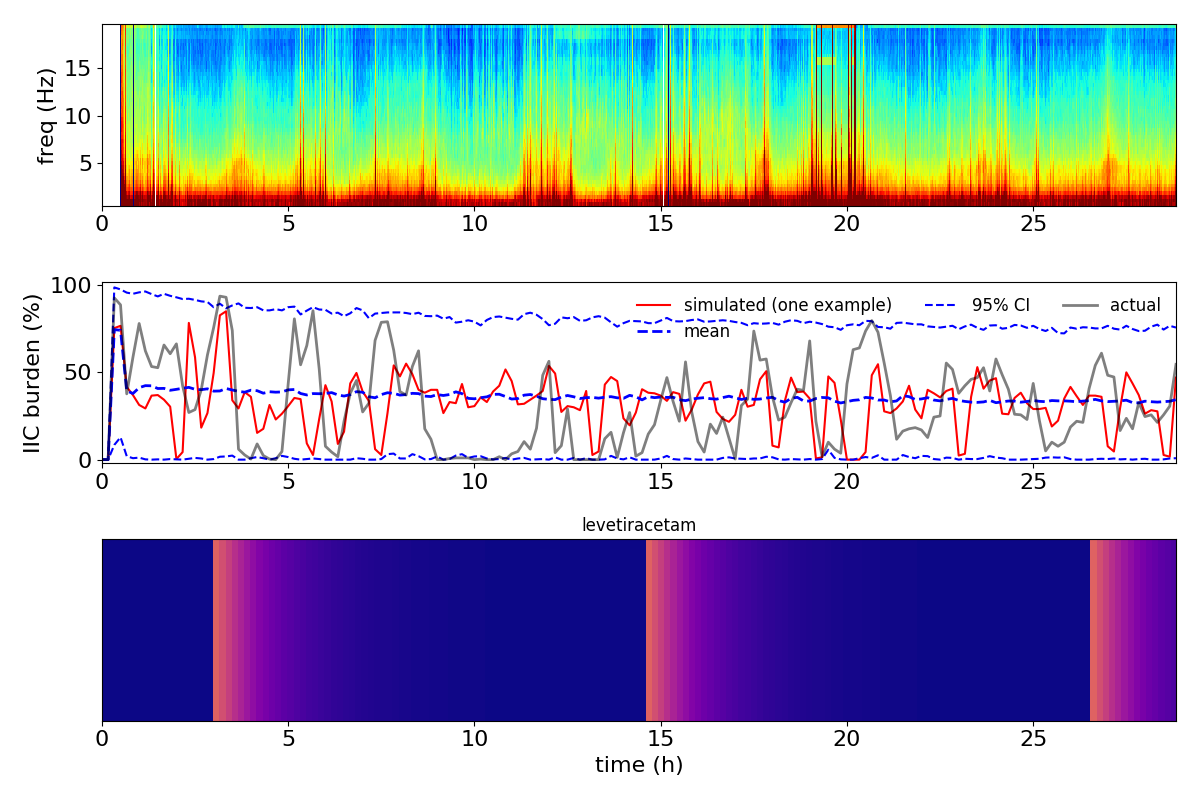 freq (Hz)
15
10
5
0 5 10 15 20 25
IIC burden (%)
100
50
0
simulated (one example) 95% CI actual
mean
0 5 10 15 20 25
levetiracetam
0 5 10 15 20 25
time (h)